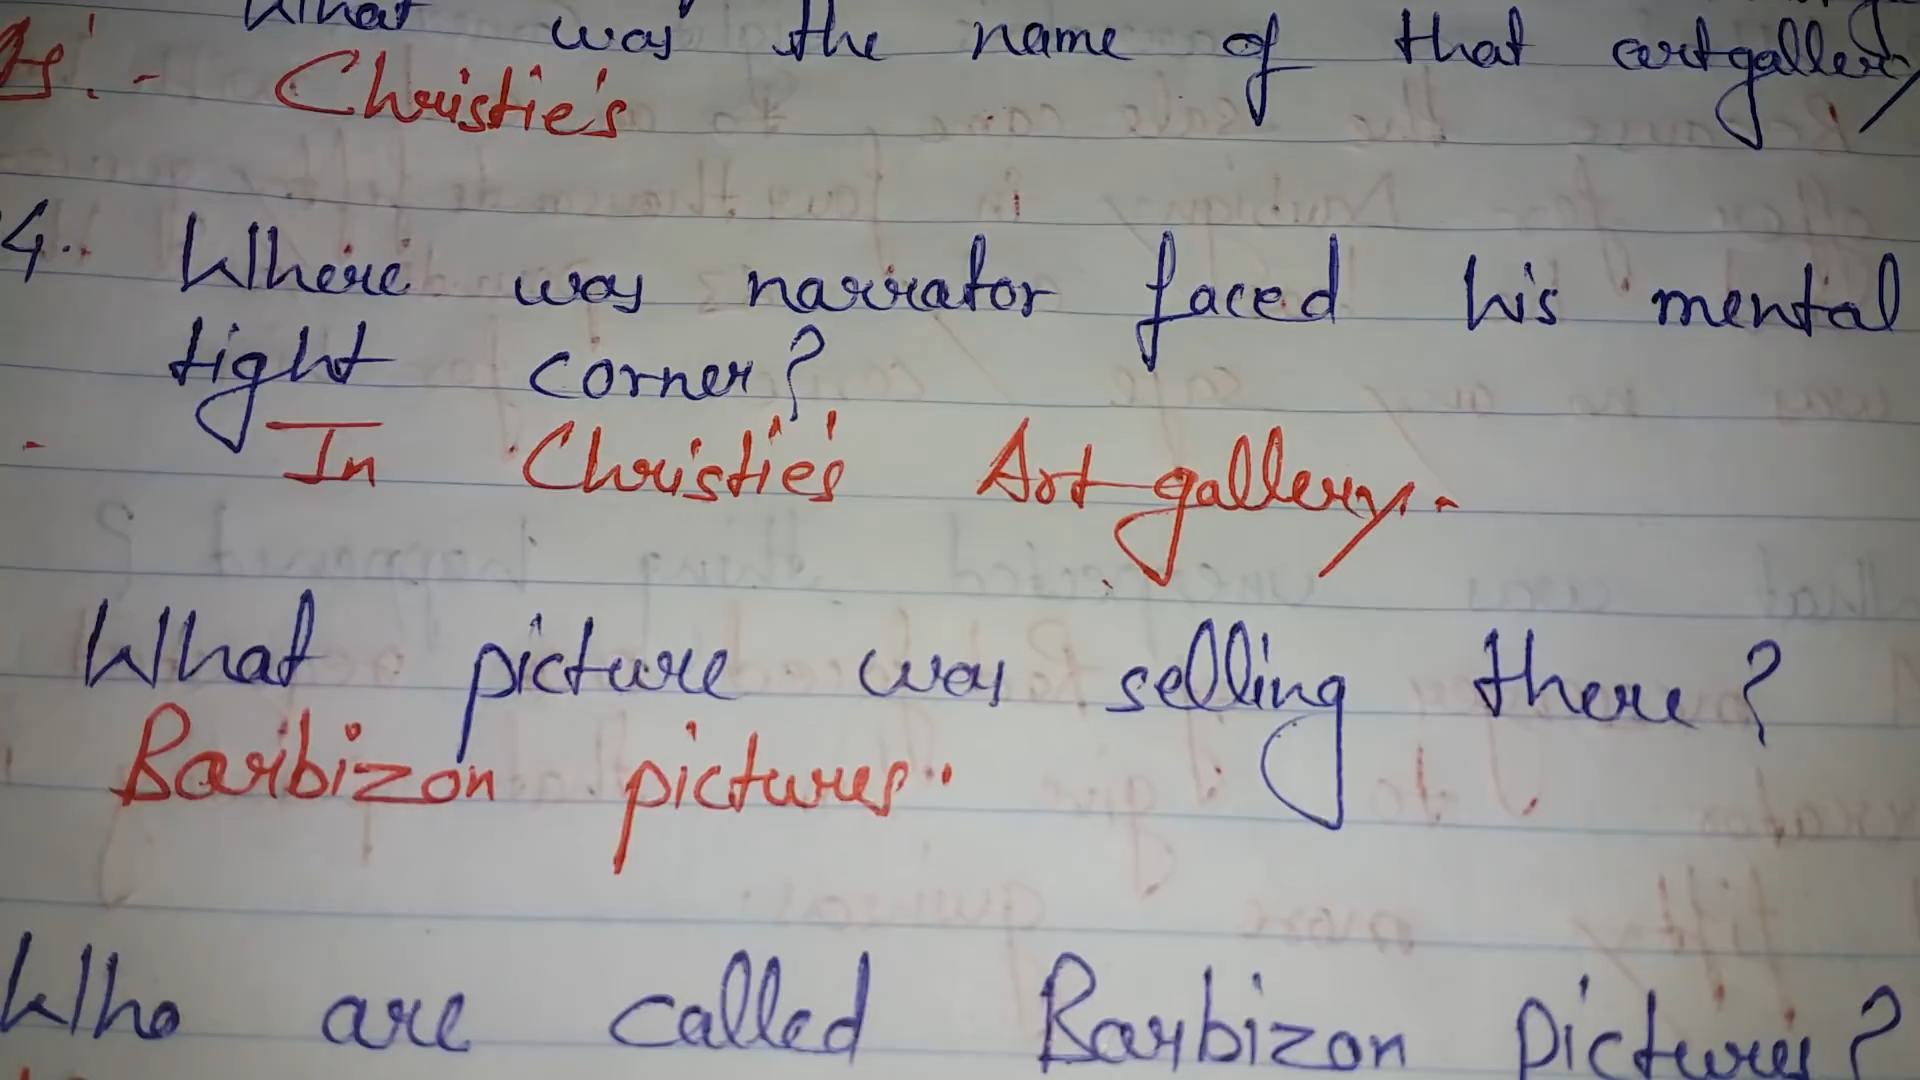 What was the name of that artgallery
:- Christie's
4. Where was narrator faced his mental
tight corner?
- In Christie's Art gallery.
What picture was selling there?
Barbizon pictures.
Who are called Barbizon Pictures?